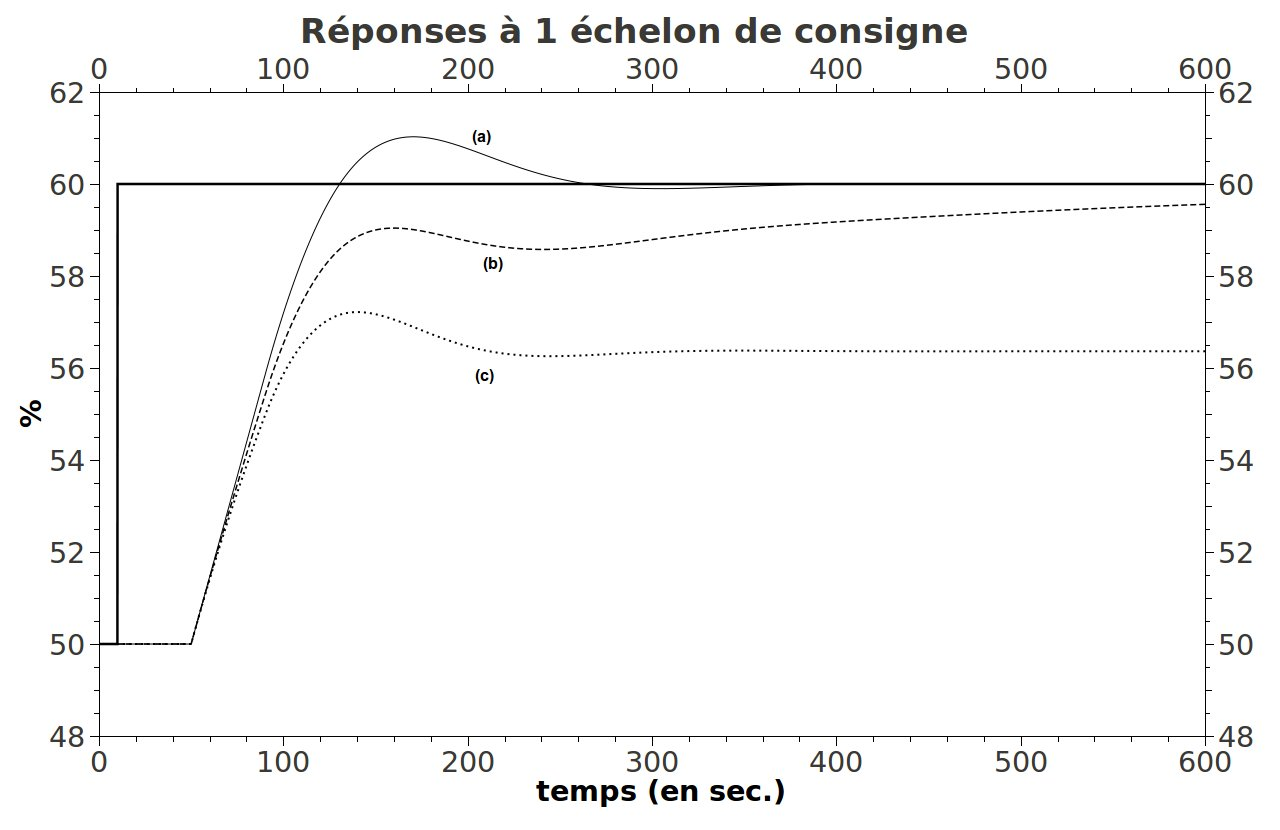 Réponses à 1 échelon de consigne
0 100 200 300 400 500 600
62 62
(a)
60 60
(b)
58 58
(c)
56 56
%
54 54
52 52
50 50
48 48
0 100 200 300 400 500 600
temps (en sec.)